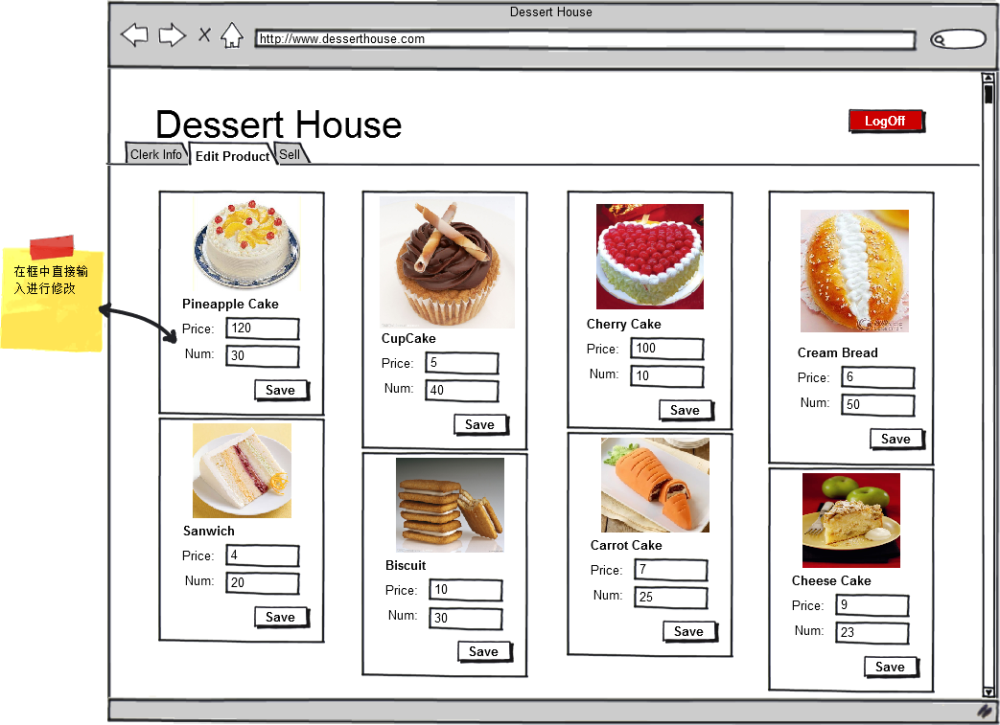 Dessert House
http://www.desserthouse.com
Dessert House
LogOff
Clerk Info
Edit Product
Sell
在框中直接输
入进行修改
Pineapple Cake
Price: 120
Num: 30
Save
CupCake
Price: 5
Num: 40
Save
Cherry Cake
Price: 100
Num: 10
Save
Cream Bread
Price: 6
Num: 50
Save
Sanwich
Price: 4
Num: 20
Save
Biscuit
Price: 10
Num: 30
Save
Carrot Cake
Price: 7
Num: 25
Save
Cheese Cake
Price: 9
Num: 23
Save